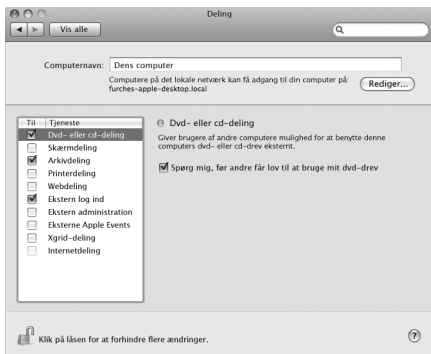 Deling
Vis alle
Computernavn: Dens computer
Computere på det lokale netværk kan få adgang til din computer på:
furches-apple-desktop.local
Rediger...
Til Tjeneste
Dvd- eller cd-deling
Skærmdeling
Arkivdeling
Printerdeling
Webdeling
Ekstern log ind
Ekstern administration
Eksterne Apple Events
Xgrid-deling
Internetdeling
Dvd- eller cd-deling
Giver brugere af andre computere mulighed for at benytte denne
computers dvd- eller cd-drev eksternt.
Spørg mig, før andre får lov til at bruge mit dvd-drev
Klik på låsen for at forhindre flere ændringer.
?